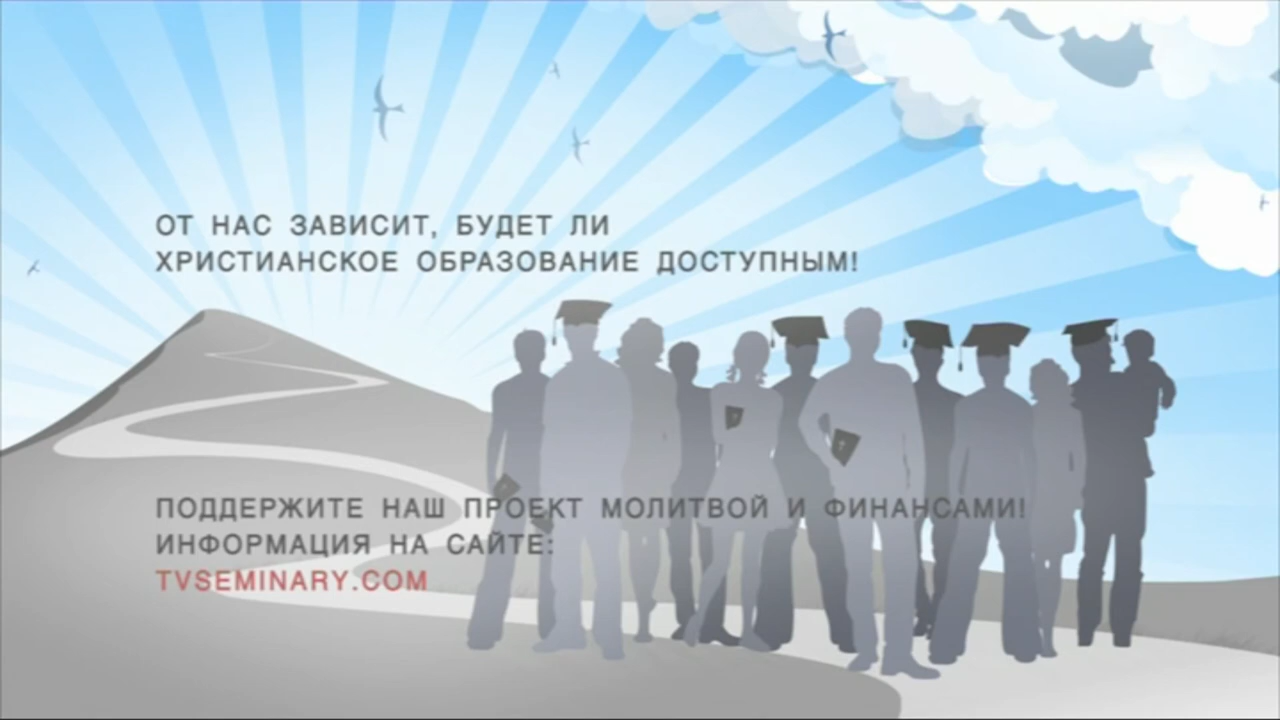 ОТ НАС ЗАВИСИТ, БУДЕТ ЛИ
ХРИСТИАНСКОЕ ОБРАЗОВАНИЕ ДОСТУПНЫМ!
ПОДДЕРЖИТЕ НАШ ПРОЕКТ МОЛИТВОЙ И ФИНАНСАМИ!
ИНФОРМАЦИЯ НА САЙТЕ:
TVSEMINARY.COM